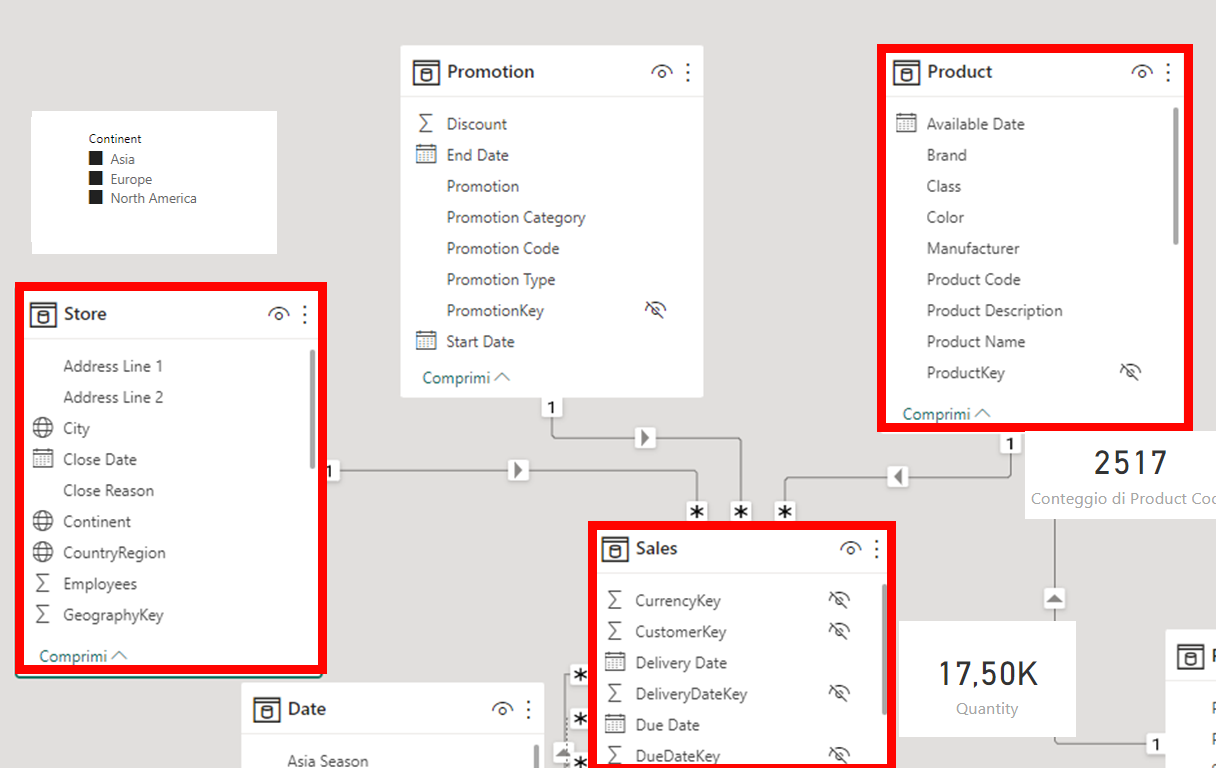 Promotion
Discount
End Date
Promotion
Promotion Category
Promotion Code
Promotion Type
PromotionKey
Start Date
Comprimi
1
Product
Available Date
Brand
Class
Color
Manufacturer
Product Code
Product Description
Product Name
ProductKey
Comprimi
1
2517
Conteggio di Product
Continent
Asia
Europe
North America
Store
Address Line 1
Address Line 2
City
Close Date
Close Reason
Continent
CountryRegion
Employees
GeographyKey
Comprimi
1
* * *
Sales
CurrencyKey
CustomerKey
Delivery Date
DeliveryDateKey
Due Date
DueDateKey
*
*
*
17,50K
Quantity
1
Date
Asia Season